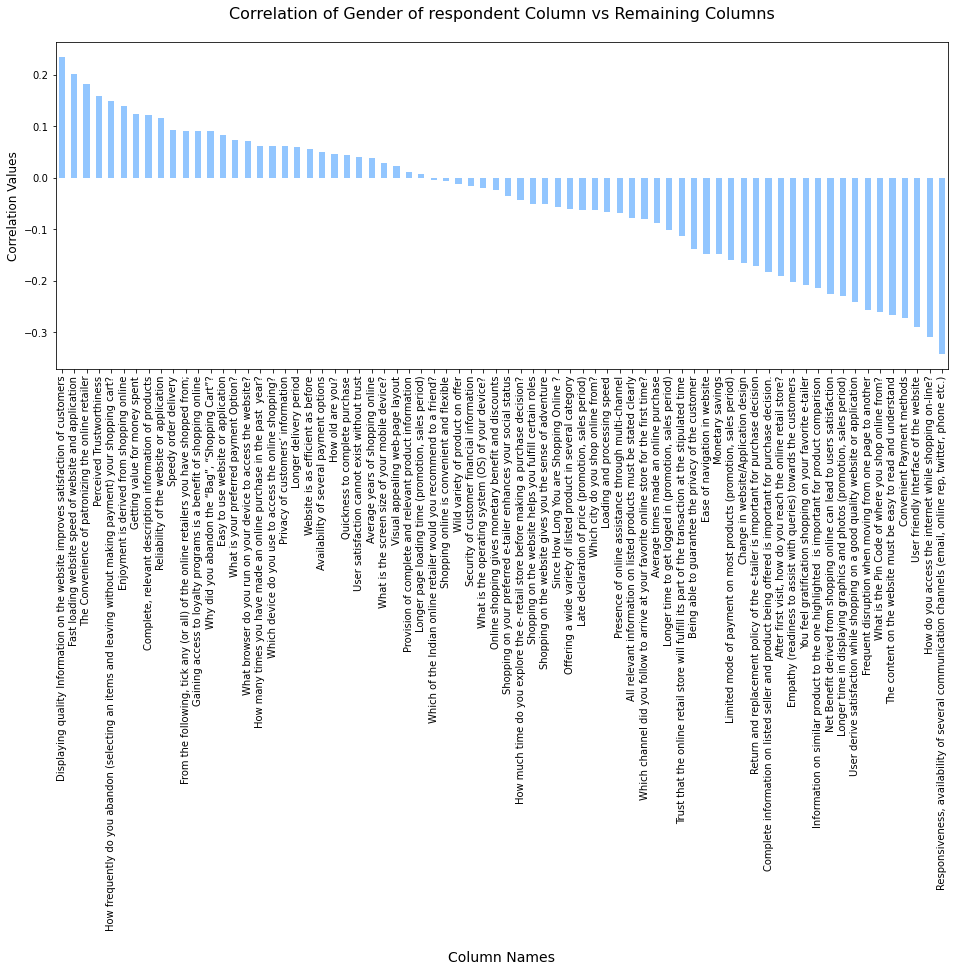 Correlation of Gender of respondent Column vs Remaining Columns
Correlation Values
0.2
0.1
0.0
−0.1
−0.2
−0.3
Displaying quality Information on the website improves satisfaction of customers
Fast loading website speed of website and application
The Convenience of patronizing the online retailer
Perceived Trustworthiness
How frequently do you abandon (selecting an items and leaving without making payment) your shopping cart?
Enjoyment is derived from shopping online
Getting value for money spent
Complete, relevant description information of products
Reliability of the website or application
Speedy order delivery
From the following, tick any (or all) of the online retailers you have shopped from;
Gaining access to loyalty programs is a benefit of shopping online
Why did you abandon the "Bag", "Shopping Cart"?
Easy to use website or application
What is your preferred payment Option?
What browser do you run on your device to access the website?
How many times you have made an online purchase in the past  year?
Which device do you use to access the online shopping?
Privacy of customers' information
Longer delivery period
Website is as efficient as before
Availability of several payment options
How old are you?
Quickness to complete purchase
User satisfaction cannot exist without trust
Average years of shopping online
What is the screen size of your mobile device?
Visual appealing web-page layout
Provision of complete and relevant product information
Longer page loading time (promotion, sales period)
Which of the Indian online retailer would you recommend to a friend?
Shopping online is convenient and flexible
Wild variety of product on offer
Security of customer financial information
What is the operating system (OS) of your device?
Online shopping gives monetary benefit and discounts
Shopping on your preferred e-tailer enhances your social status
How much time do you explore the e- retail store before making a purchase decision?
Shopping on the website helps you fulfill certain roles
Shopping on the website gives you the sense of adventure
Since How Long You are Shopping Online ?
Offering a wide variety of listed product in several category
Late declaration of price (promotion, sales period)
Which city do you shop online from?
Loading and processing speed
Presence of online assistance through multi-channel
All relevant information on listed products must be stated clearly
Which channel did you follow to arrive at your favorite online store for the first time?
Average times made an online purchase
Longer time to get logged in (promotion, sales period)
Trust that the online retail store will fulfill its part of the transaction at the stipulated time
Being able to guarantee the privacy of the customer
Ease of navigation in website
Monetary savings
Limited mode of payment on most products (promotion, sales period)
Change in website/Application design
Return and replacement policy of the e-tailer is important for purchase decision
Complete information on listed seller and product being offered is important for purchase decision.
After first visit, how do you reach the online retail store?
Empathy (readiness to assist with queries) towards the customers
You feel gratification shopping on your favorite e-tailer
Information on similar product to the one highlighted  is important for product comparison
Net Benefit derived from shopping online can lead to users satisfaction
Longer time in displaying graphics and photos (promotion, sales period)
User derive satisfaction while shopping on a good quality website or application
Frequent disruption when moving from one page to another
What is the Pin Code of where you shop online from?
The content on the website must be easy to read and understand
Convenient Payment methods
User friendly Interface of the website
How do you access the internet while shopping on-line?
Responsiveness, availability of several communication channels (email, online rep, twitter, phone etc.)
Column Names